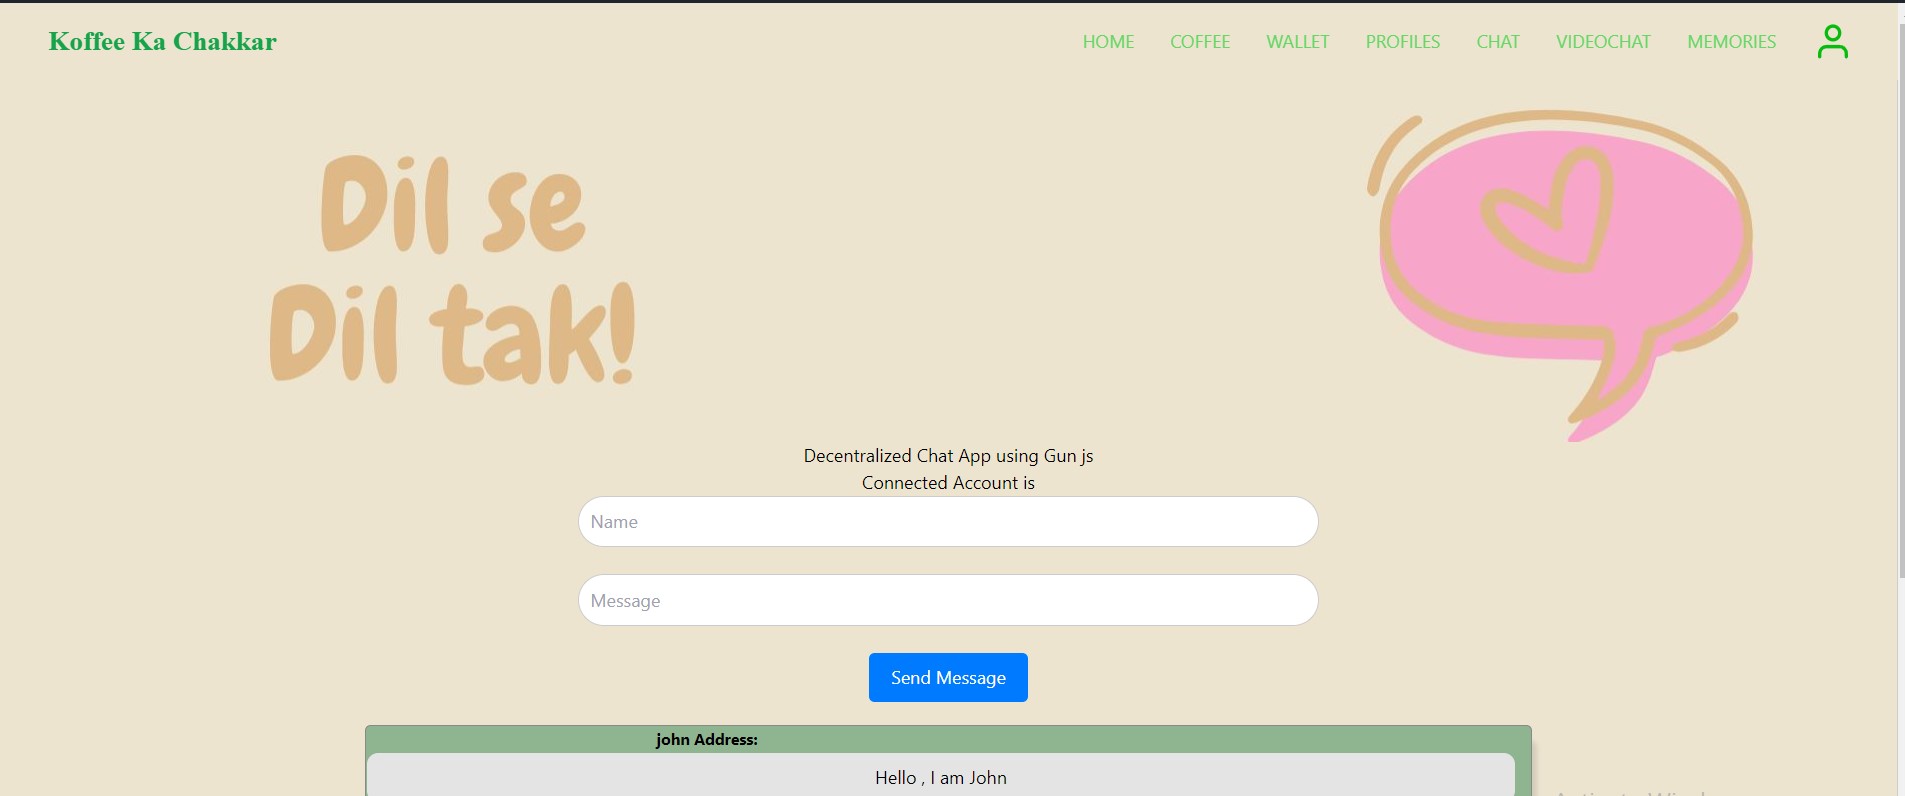 Koffee Ka Chakkar
HOME COFFEE WALLET PROFILES CHAT VIDEOCHAT MEMORIES
Dil se
Dil tak!
Decentralized Chat App using Gun js
Connected Account is
Name
Message
Send Message
john Address:
Hello , I am John